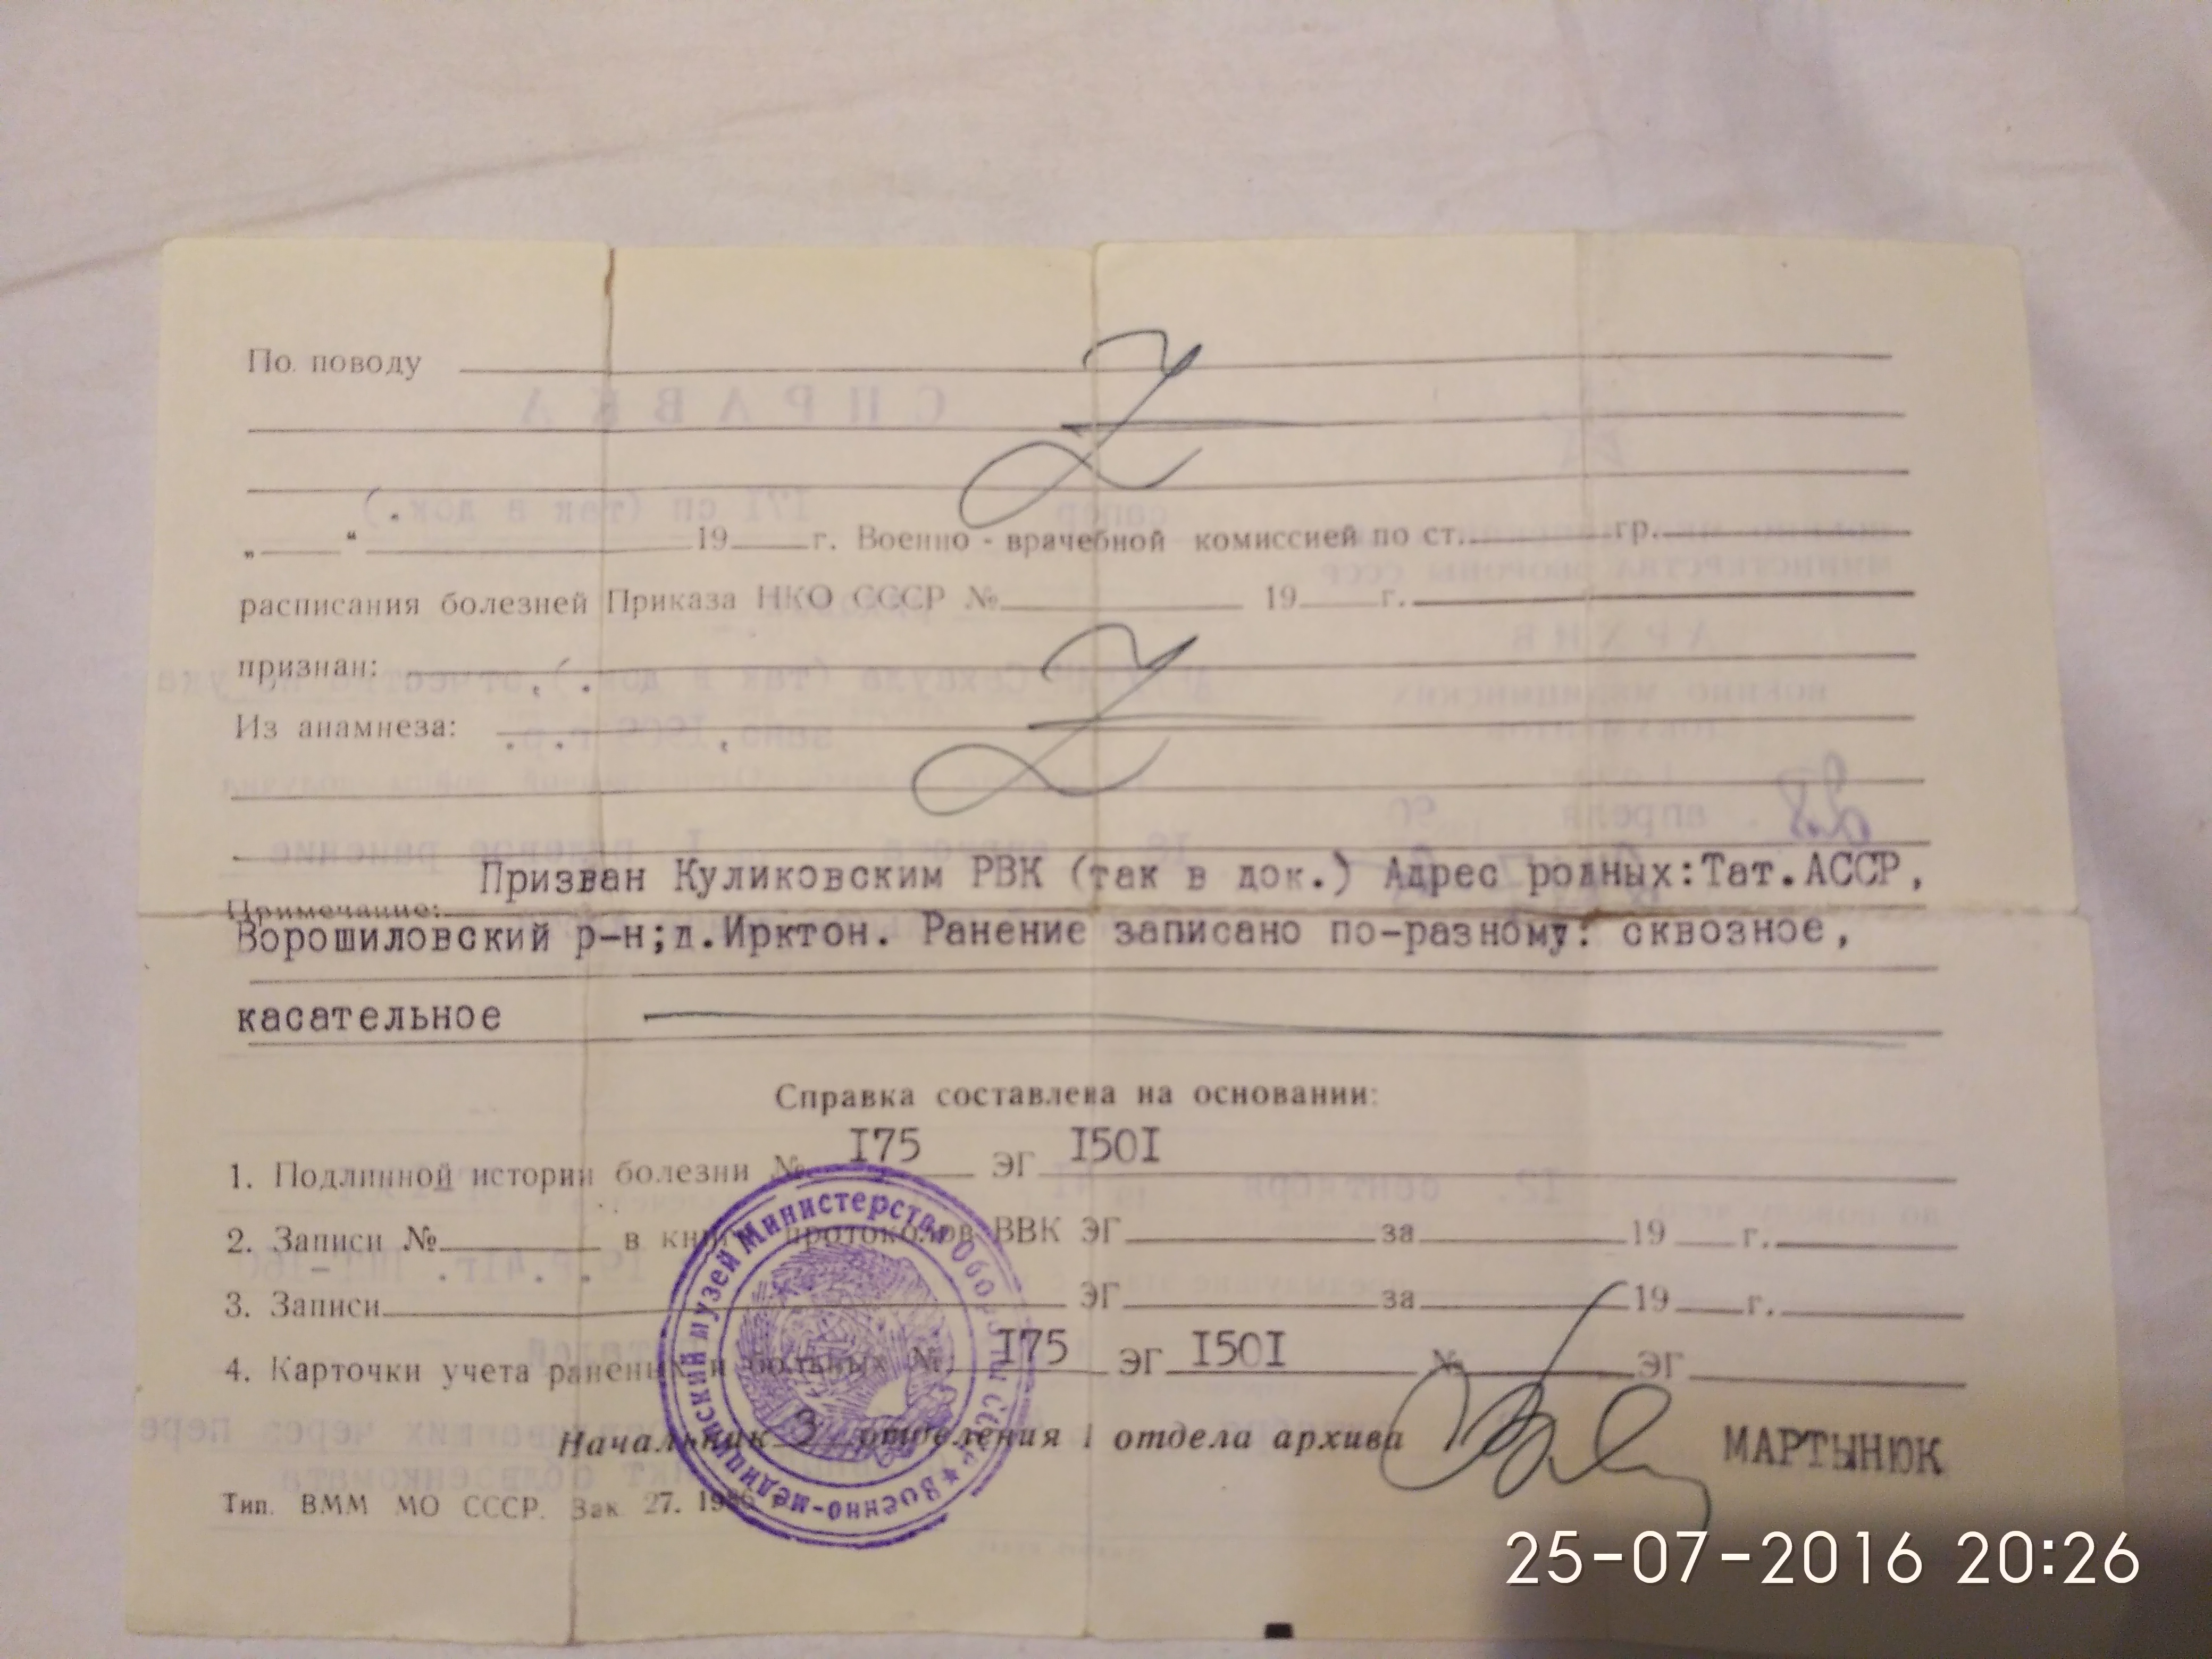 По поводу
„ “ 19 г. Военно - врачебной комиссией по ст. гр.
расписания болезней Приказа НКО СССР № 19 г.
признан:
Из анамнеза:
Призван Куликовским РВК (так в док.) Адрес родных:Тат.АССР,
Примечание:
Ворошиловский р-н;д.Ирктон. Ранение записано по-разному: сквозное,
касательное
Справка составлена на основании:
1. Подлинной истории болезни № I75 ЭГ I50I
2. Записи № в книге протоколов ВВК ЭГ за 19 г.
3. Записи ЭГ за 19 г.
4. Карточки учета раненых и больных № I75 ЭГ I50I № ЭГ
Начальник 3 отделения 1 отдела архива МАРТЫНЮК
Тип. ВММ МО СССР. Зак. 27.
Военно-медицинский музей Министерства Обороны СССР
25-07-2016 20:26